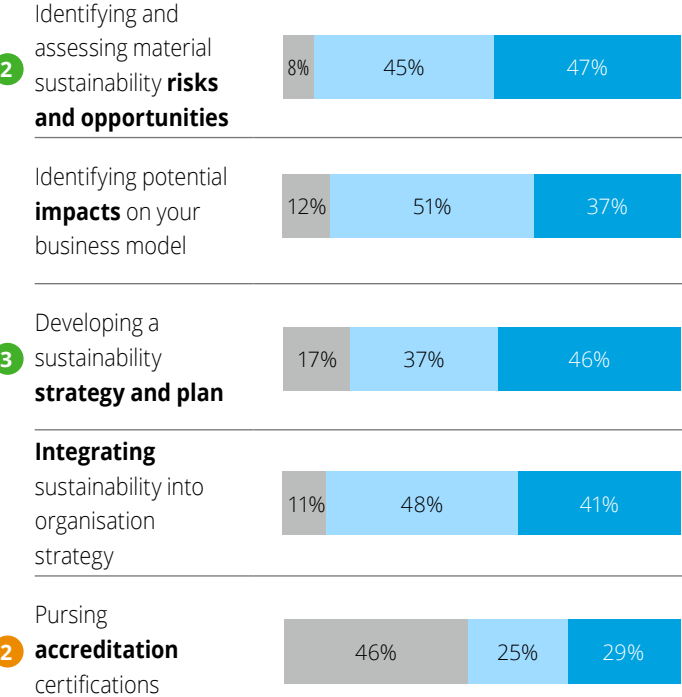 Identifying and
assessing material
2 sustainability risks
and opportunities
8% 45% 47%
Identifying potential
impacts on your
business model
12% 51% 37%
Developing a
3 sustainability
strategy and plan
17% 37% 46%
Integrating
sustainability into
organisation
strategy
11% 48% 41%
Pursing
2 accreditation
certifications
46% 25% 29%